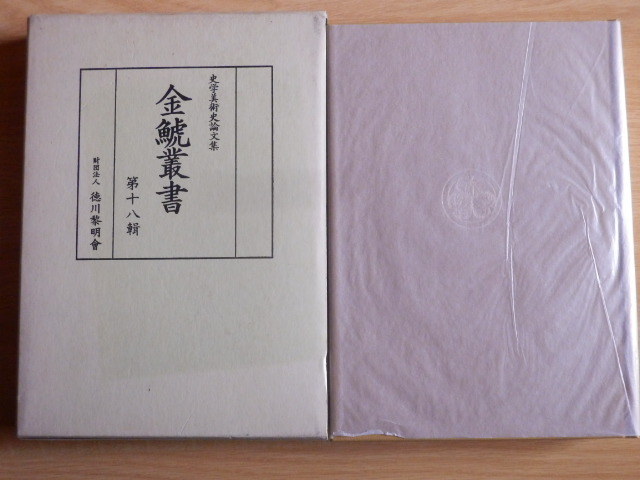 史学美術史論文集
金鯱叢書
第十八輯
財団法人 徳川黎明會